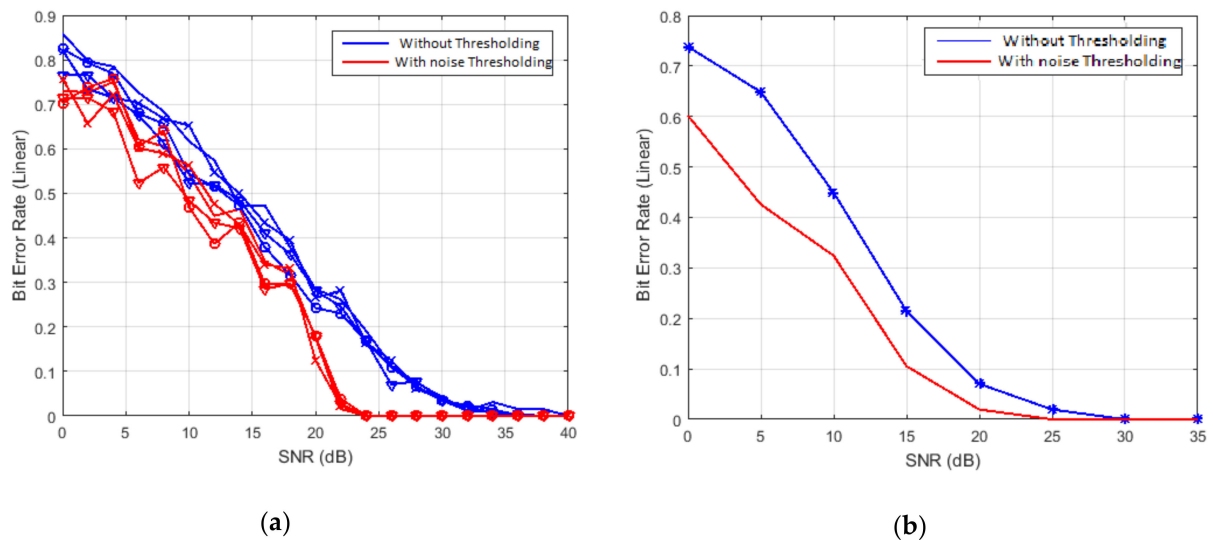 0.9
0.8
0.7
0.6
0.5
0.4
0.3
0.2
0.1
0
Bit Error Rate (Linear)
Without Thresholding
With noise Thresholding
0 5 10 15 20 25 30 35 40
SNR (dB)
(a)
0.8
0.7
0.6
0.5
0.4
0.3
0.2
0.1
0
Bit Error Rate (Linear)
Without Thresholding
With noise Thresholding
0 5 10 15 20 25 30 35
SNR (dB)
(b)